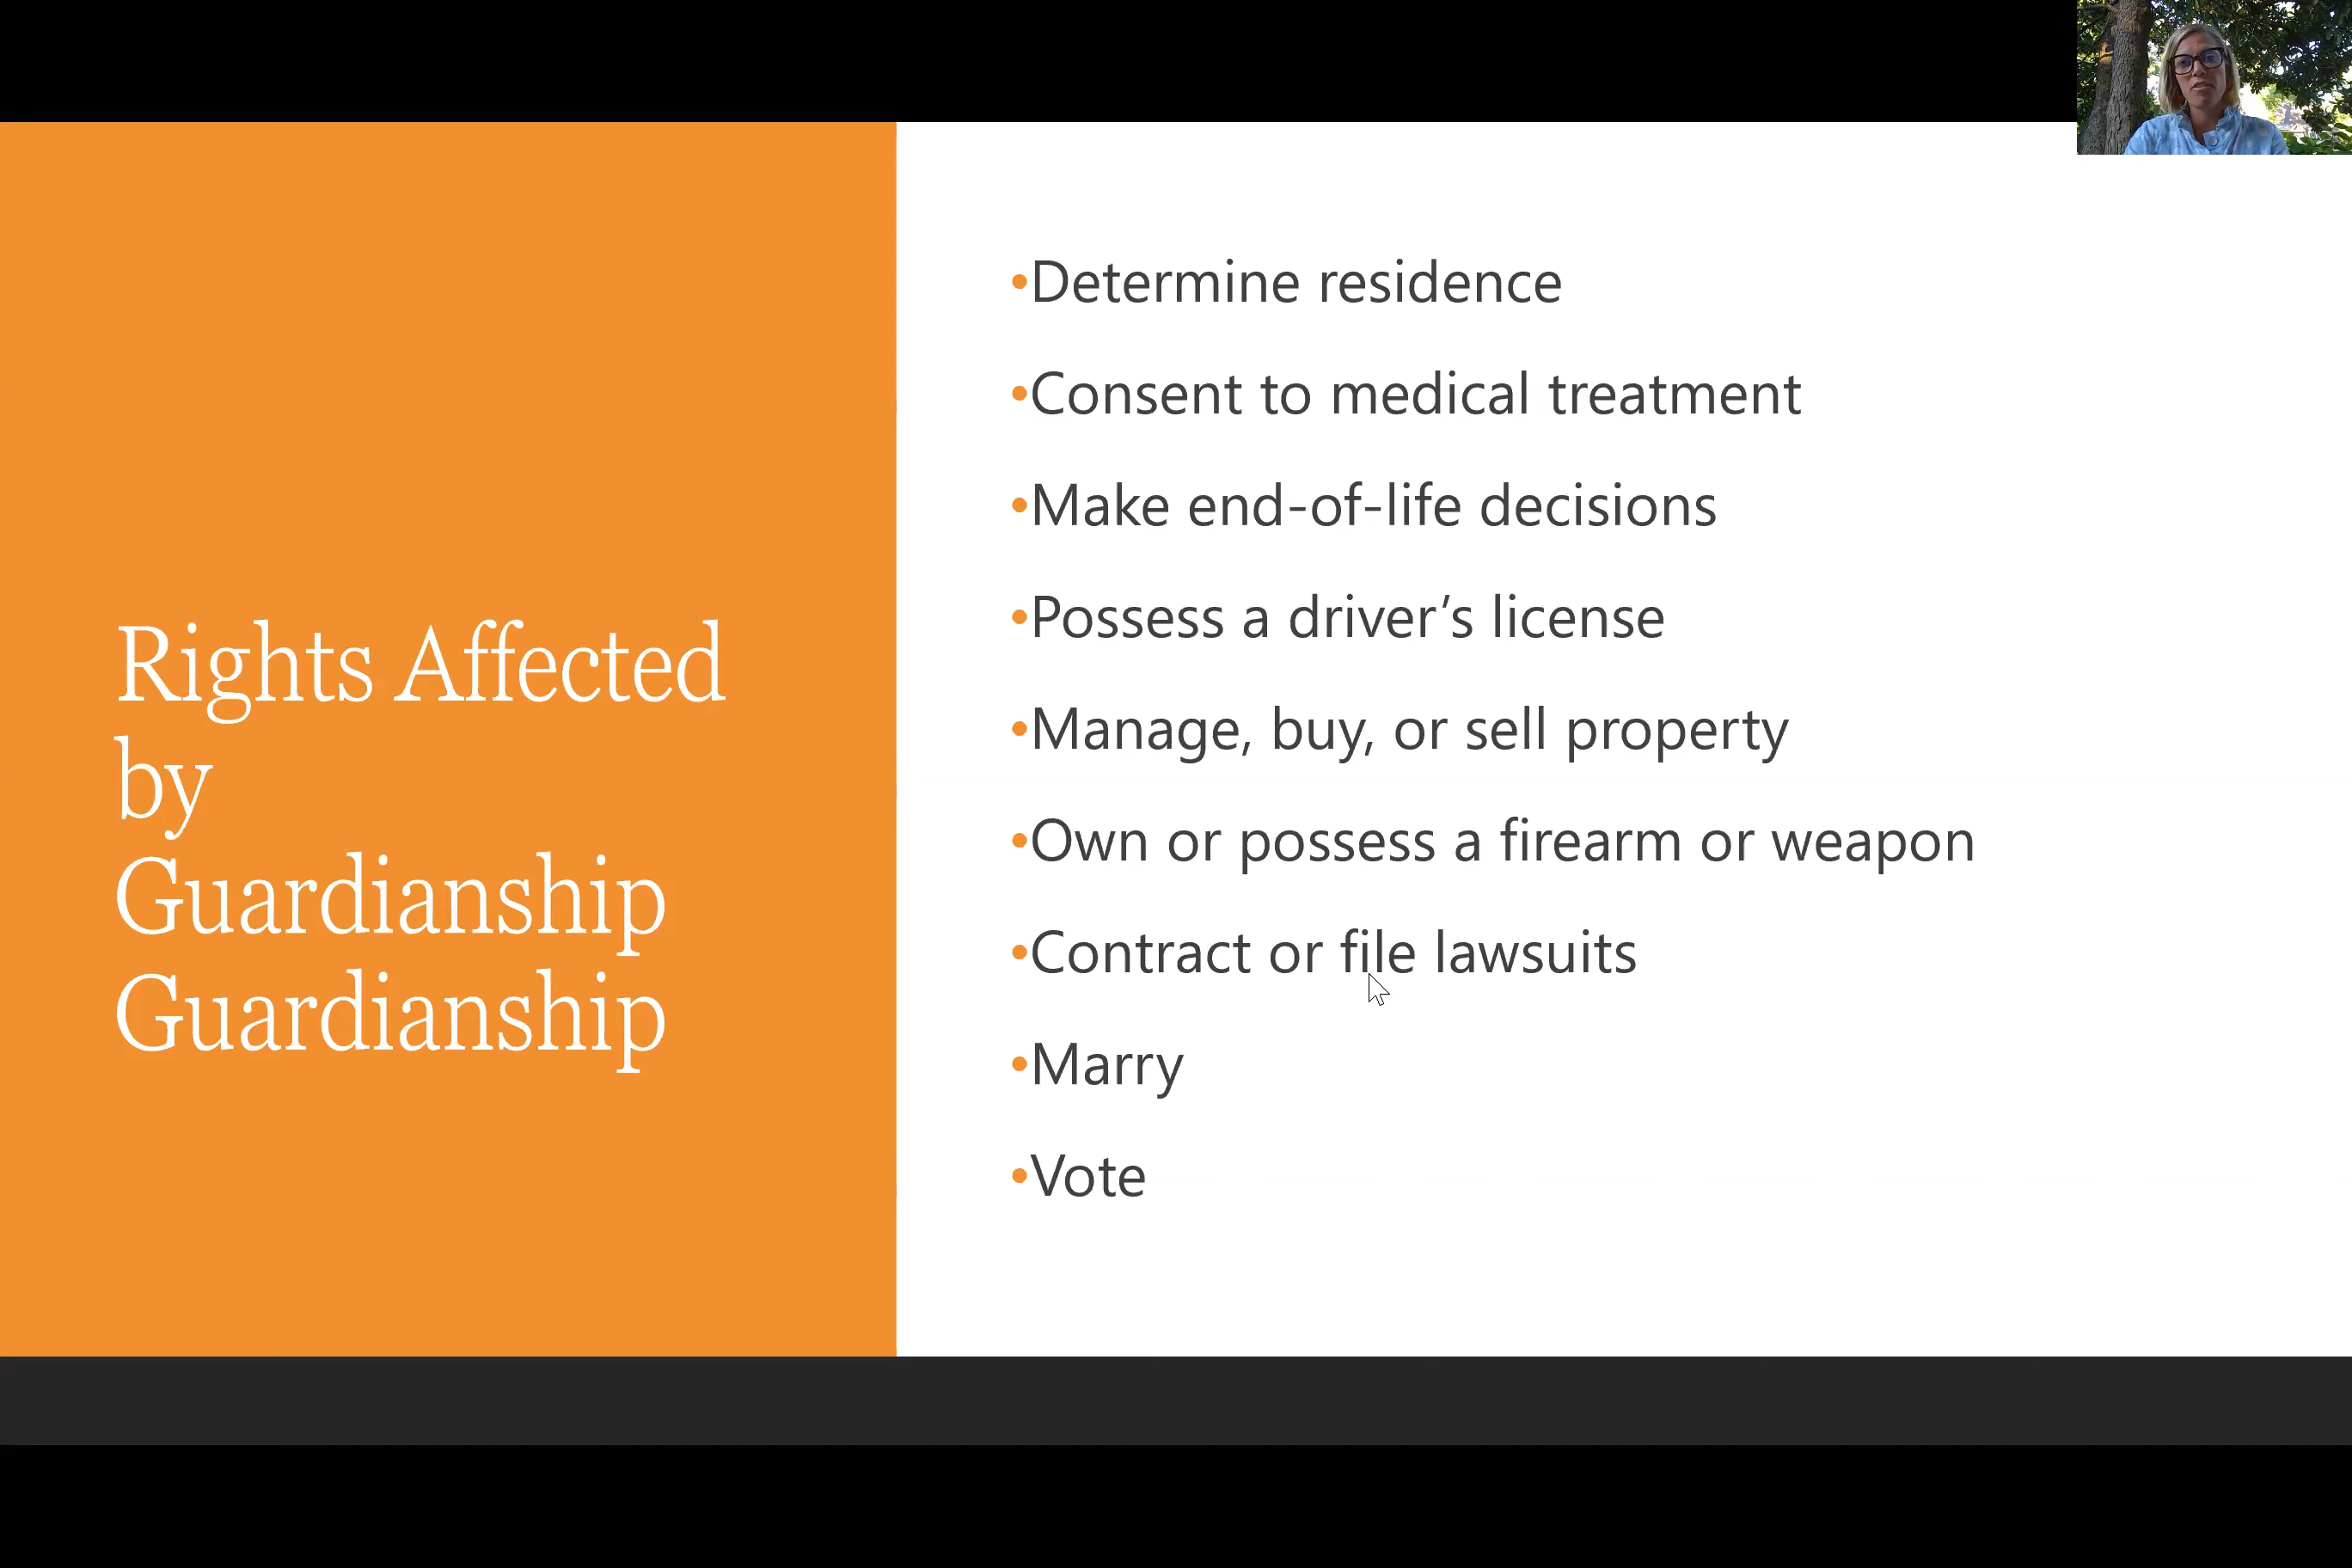 Rights Affected
by
Guardianship
Guardianship
•Determine residence
•Consent to medical treatment
•Make end-of-life decisions
•Possess a driver’s license
•Manage, buy, or sell property
•Own or possess a firearm or weapon
•Contract or file lawsuits
•Marry
•Vote